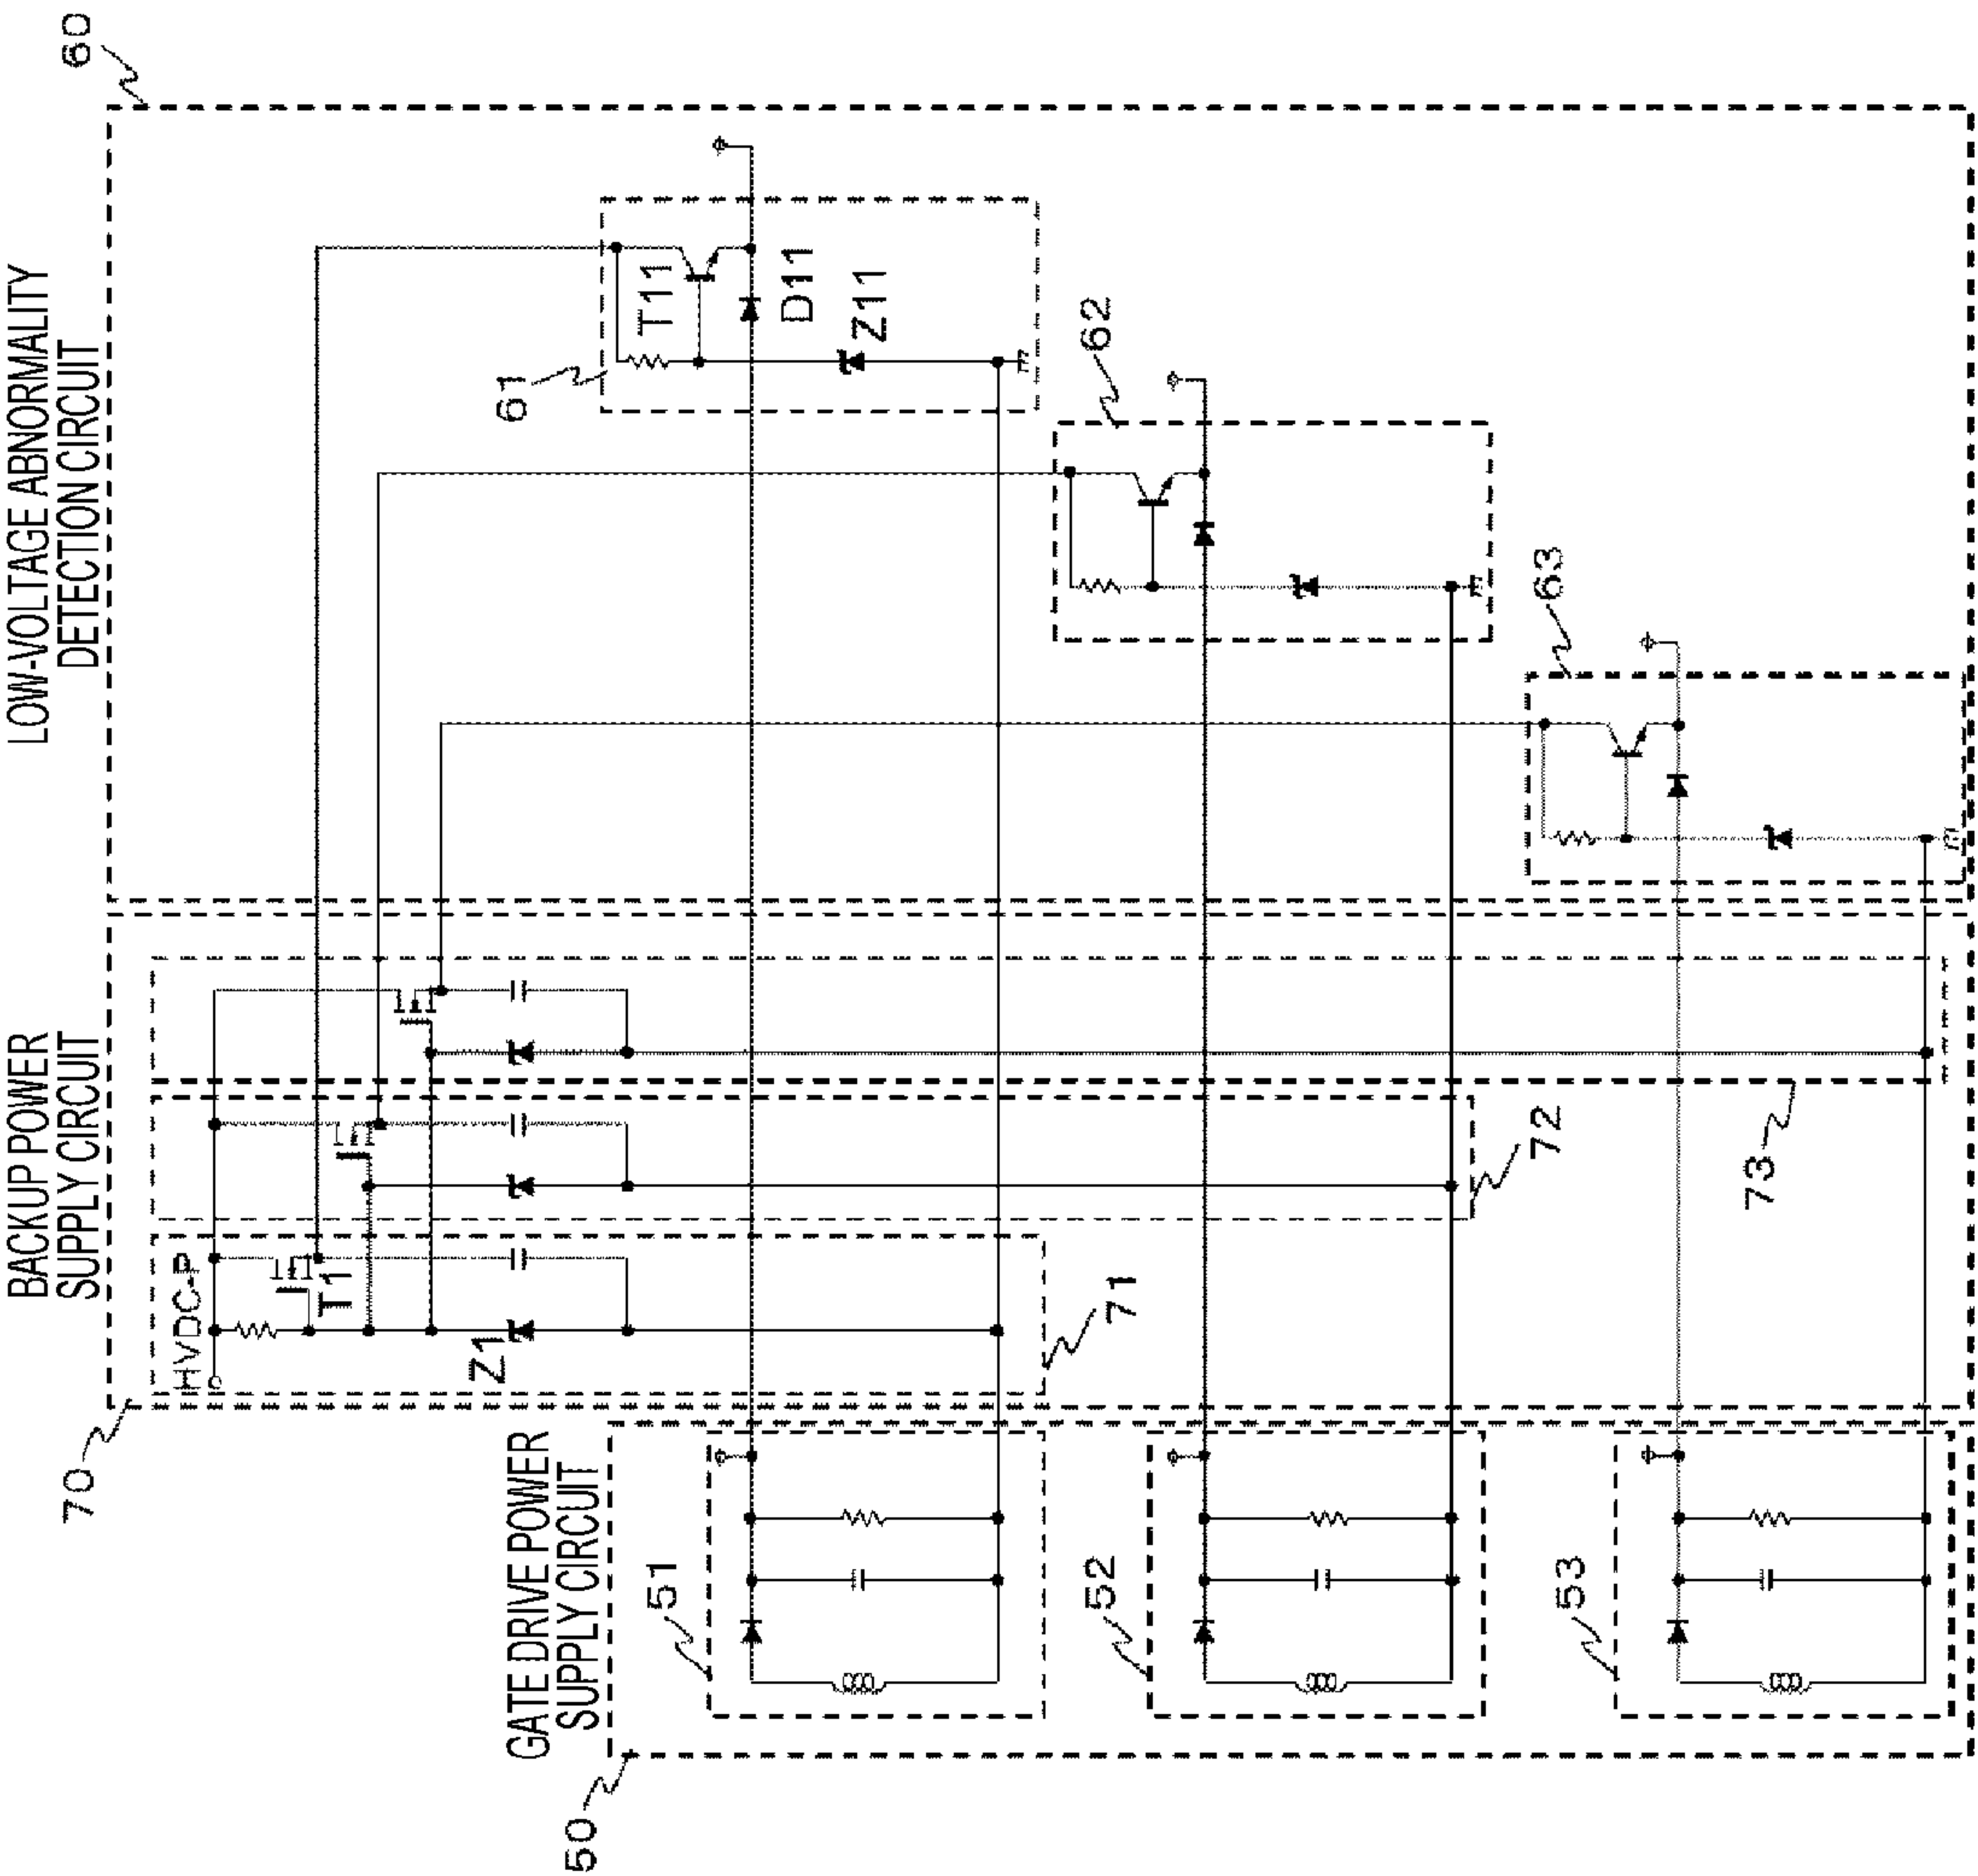 BACKUP POWER
SUPPLY CIRCUIT
LOW-VOLTAGE ABNORMALITY
DETECTION CIRCUIT
60
70
HVDC-P
T1
Z1
GATE DRIVE POWER
SUPPLY CIRCUIT
50
61
T11
D11
Z11
51
71
62
52
72
63
53
73